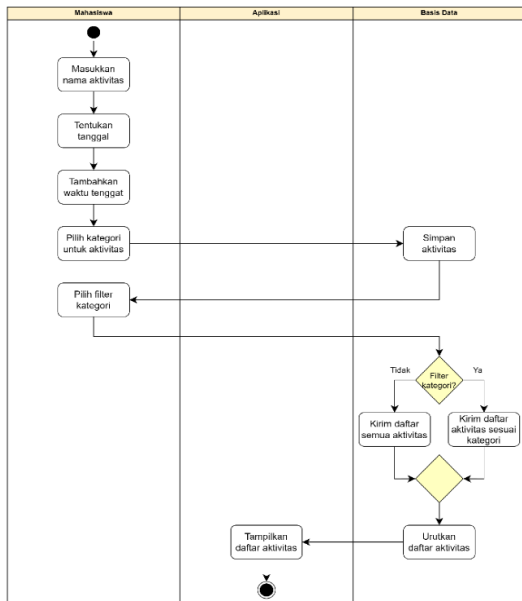 Mahasiswa
Aplikasi
Basis Data
Masukkan
nama aktivitas
Tentukan
tanggal
Tambahkan
waktu tenggat
Pilih kategori
untuk aktivitas
Simpan
aktivitas
Pilih filter
kategori
Tidak
Filter
kategori?
Ya
Kirim daftar
semua aktivitas
Kirim daftar
aktivitas sesuai
kategori
Tampilkan
daftar aktivitas
Urutkan
daftar aktivitas